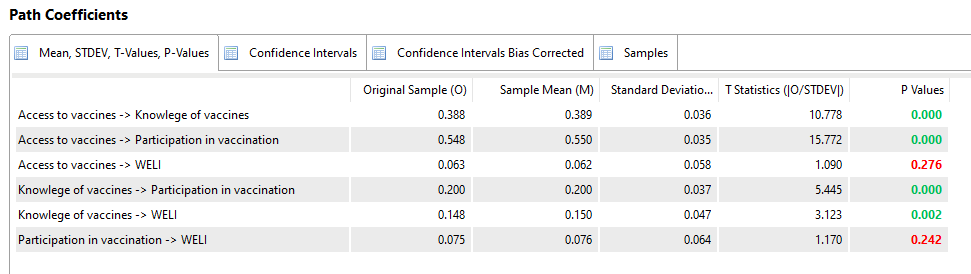 Path Coefficients
Mean, STDEV, T-Values, P-Values Confidence Intervals Confidence Intervals Bias Corrected Samples
Original Sample (O) Sample Mean (M) Standard Deviatio... T Statistics (|O/STDEV|) P Values
Access to vaccines -> Knowlege of vaccines 0.388 0.389 0.036 10.778 0.000
Access to vaccines -> Participation in vaccination 0.548 0.550 0.035 15.772 0.000
Access to vaccines -> WELI 0.063 0.062 0.058 1.090 0.276
Knowlege of vaccines -> Participation in vaccination 0.200 0.200 0.037 5.445 0.000
Knowlege of vaccines -> WELI 0.148 0.150 0.047 3.123 0.002
Participation in vaccination -> WELI 0.075 0.076 0.064 1.170 0.242